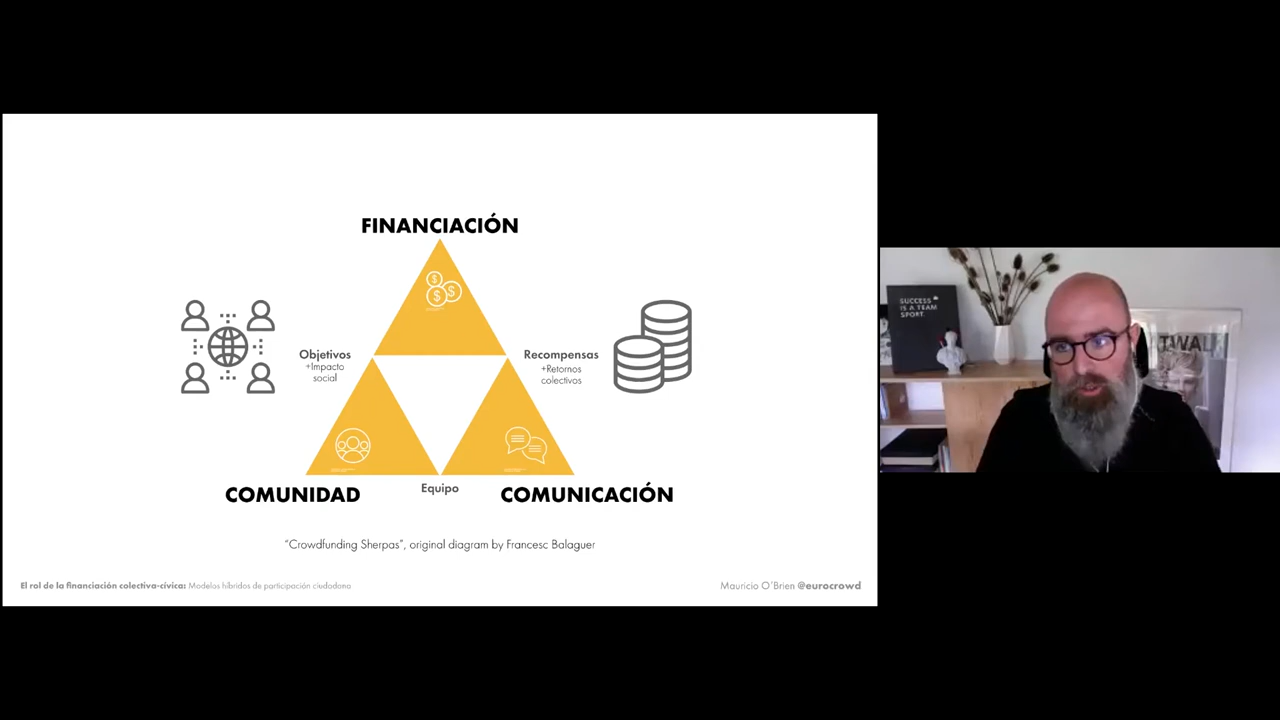 FINANCIACIÓN
Objetivos
+Impacto
social
Recompensas
+Retornos
colectivos
COMUNIDAD
Equipo
COMUNICACIÓN
“Crowdfunding Sherpas”, original diagram by Francesc Balaguer
El rol de la financiación colectiva-cívica: Modelos híbridos de participación ciudadana
Mauricio O'Brien @eurocrowd
SUCCESS
IS A TEAM
SPORT.